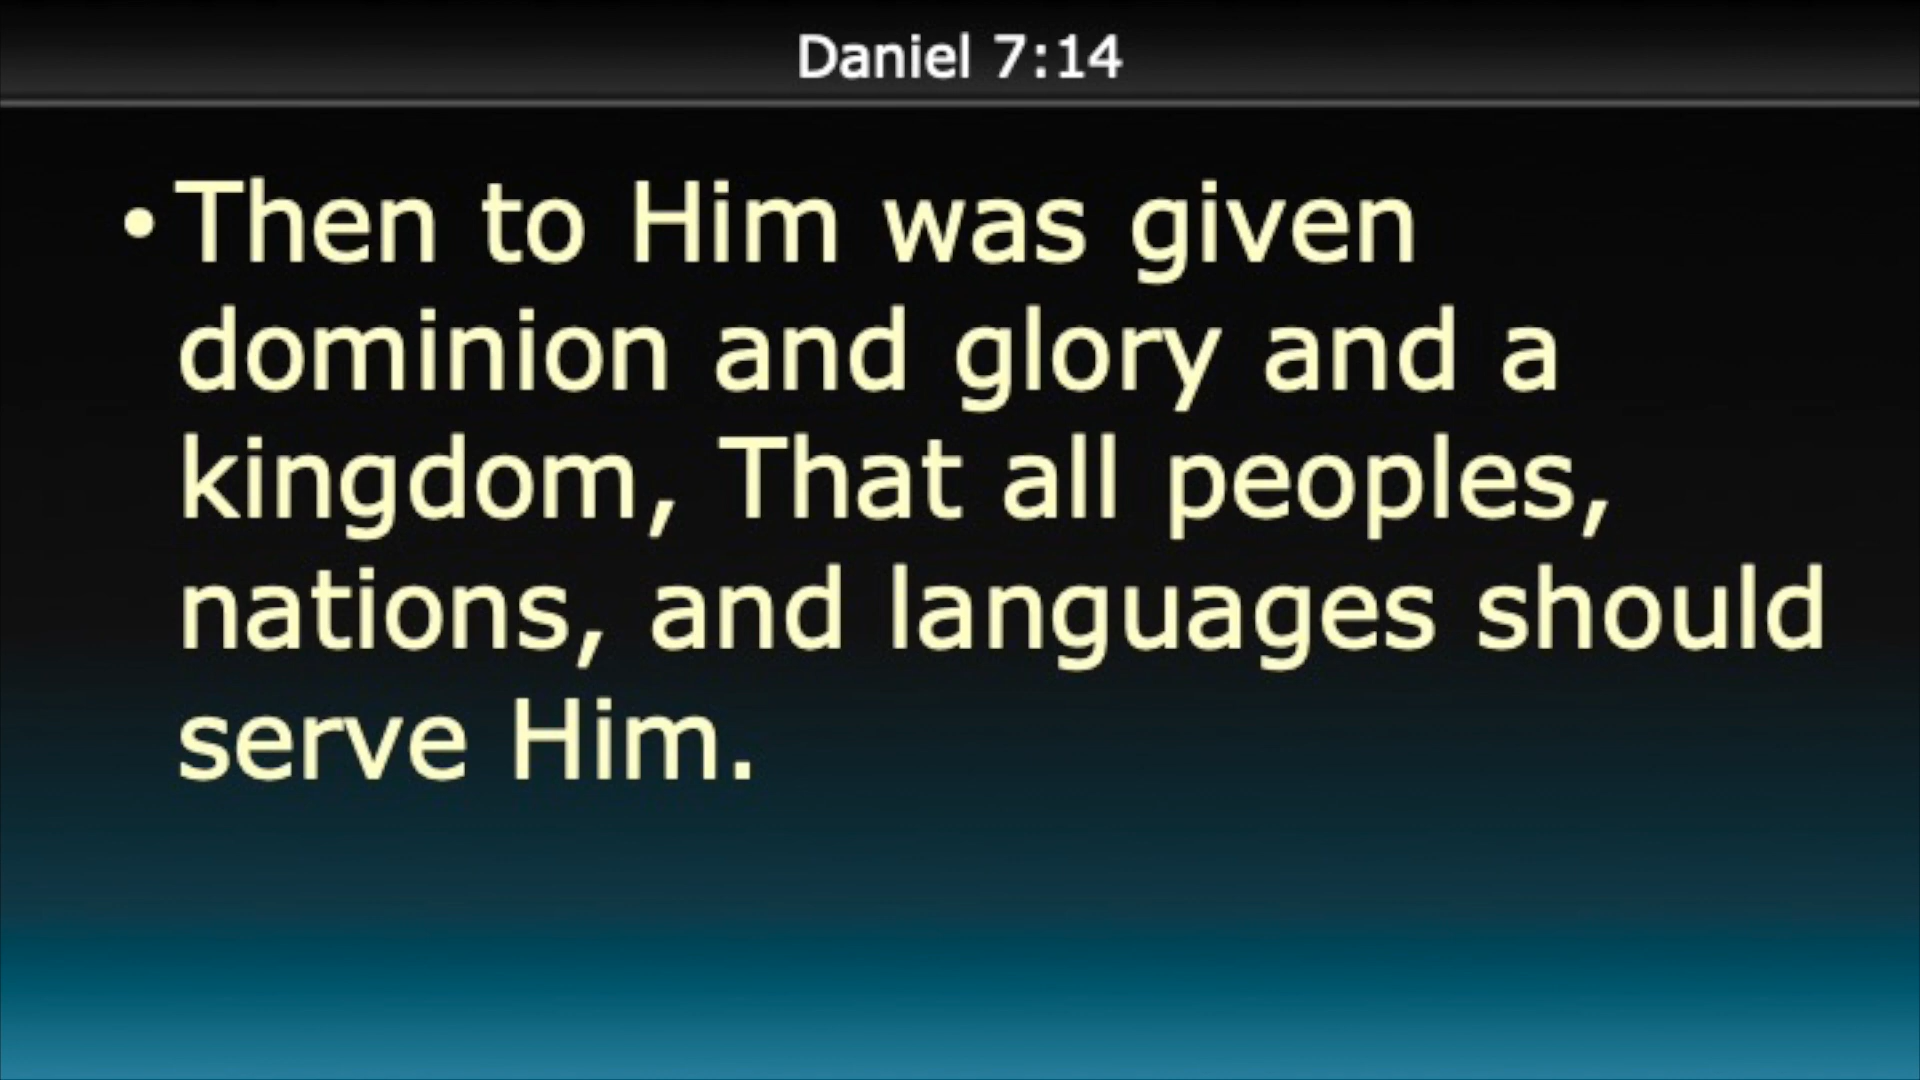 Daniel 7:14
• Then to Him was given
dominion and glory and a
kingdom, That all peoples,
nations, and languages should
serve Him.